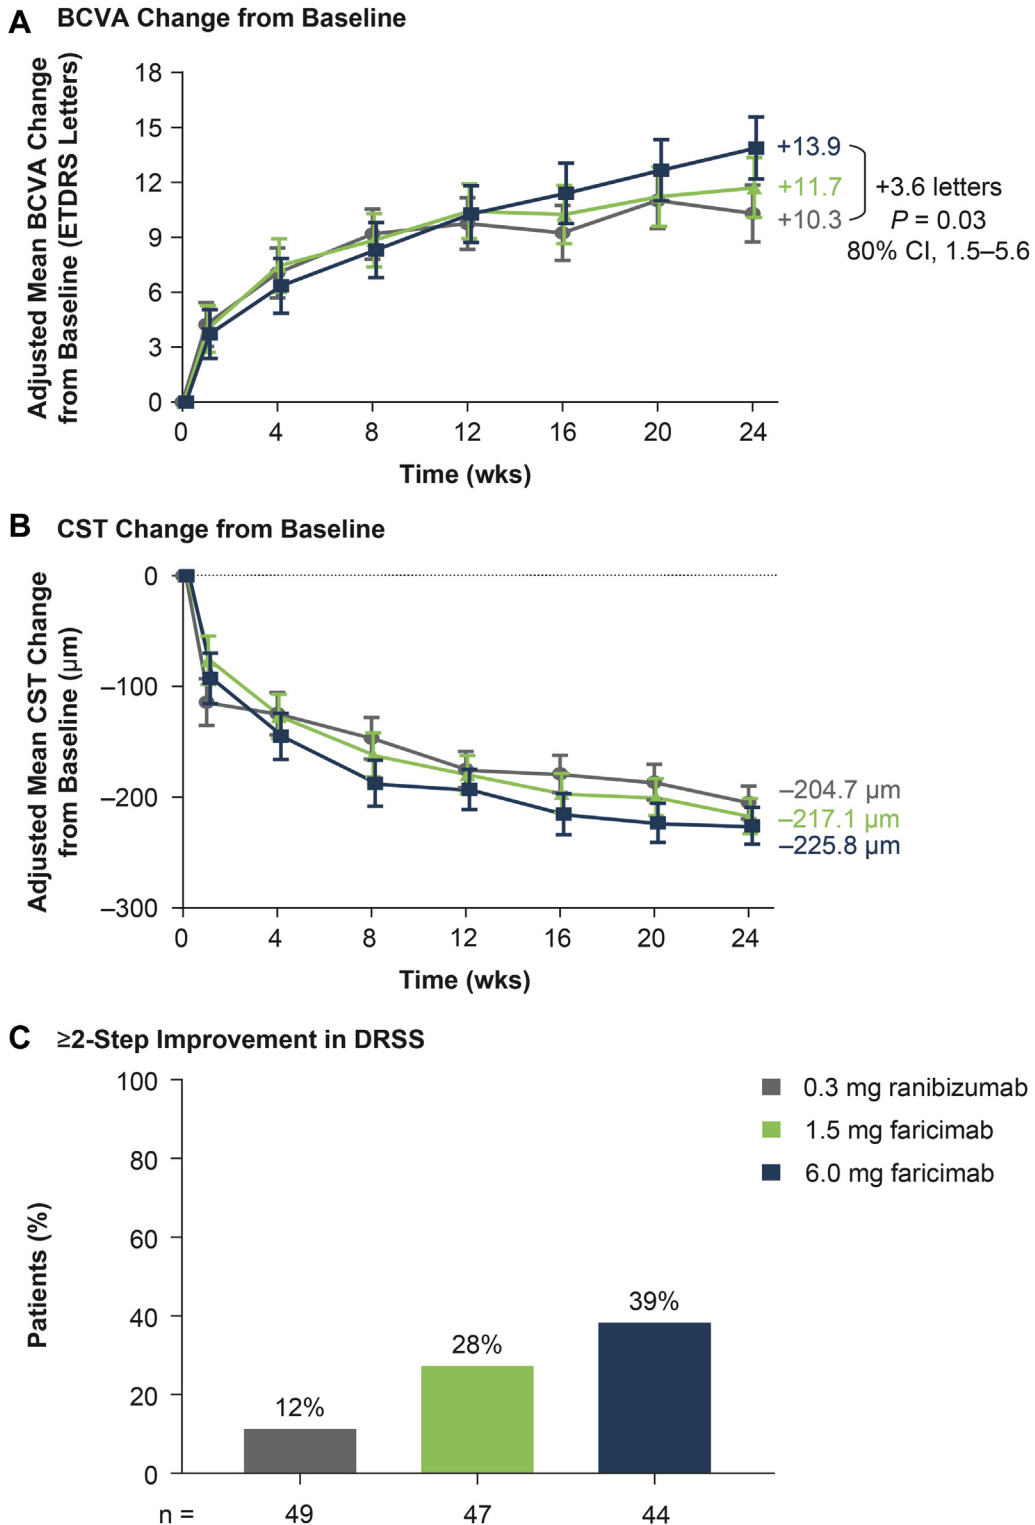 A BCVA Change from Baseline
Adjusted Mean BCVA Change
from Baseline (ETDRS Letters)
18
15
12
9
6
3
0
0 4 8 12 16 20 24
Time (wks)
+13.9
+11.7
+10.3
+3.6 letters
P = 0.03
80% CI, 1.5–5.6
B CST Change from Baseline
Adjusted Mean CST Change
from Baseline (μm)
0
–100
–200
–300
0 4 8 12 16 20 24
Time (wks)
–204.7 μm
–217.1 μm
–225.8 μm
C ≥2-Step Improvement in DRSS
Patients (%)
100
80
60
40
20
0
12%
28%
39%
n = 49 47 44
0.3 mg ranibizumab
1.5 mg faricimab
6.0 mg faricimab